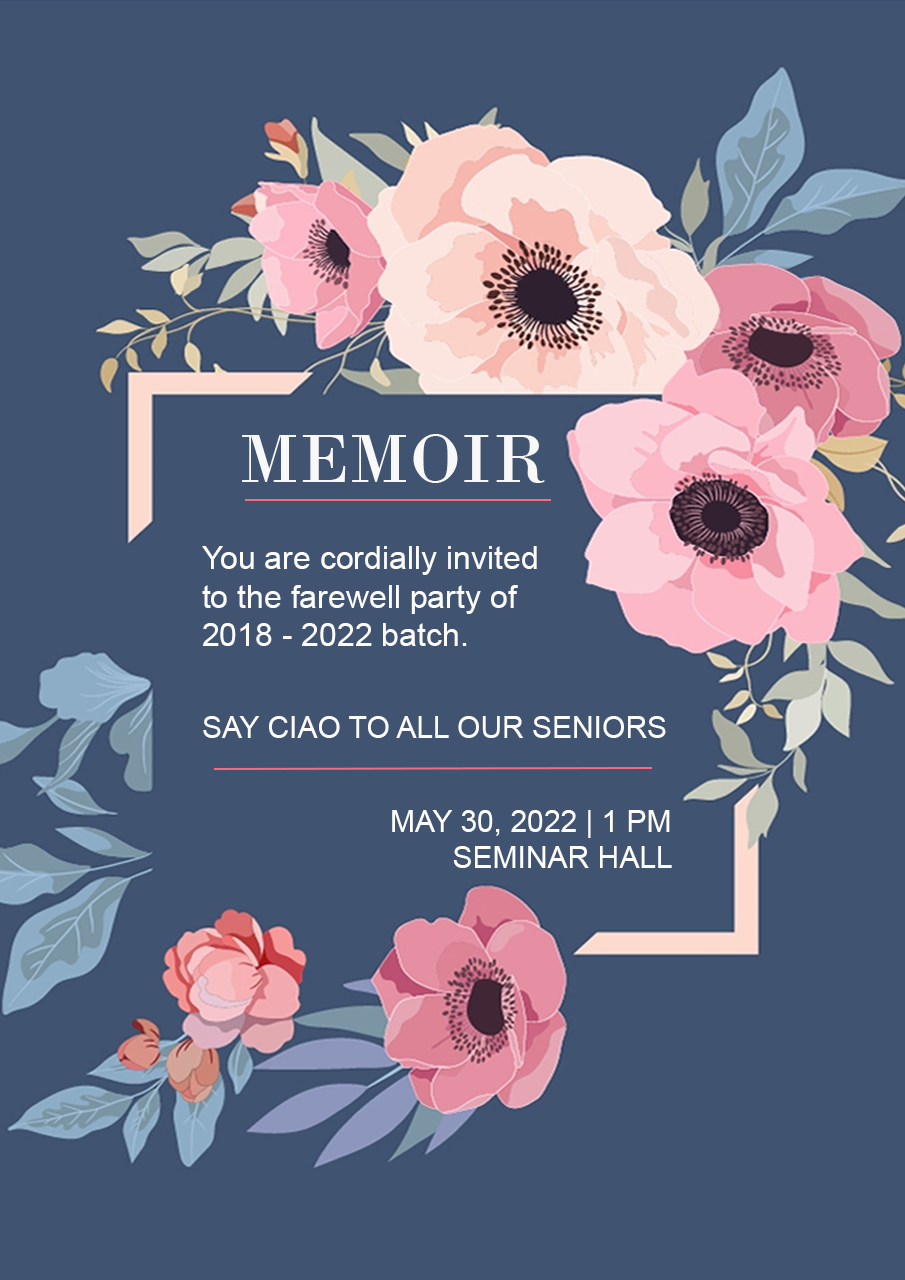 MEMOIR
You are cordially invited
to the farewell party of
2018 - 2022 batch.
SAY CIAO TO ALL OUR SENIORS
MAY 30, 2022 | 1 PM
SEMINAR HALL